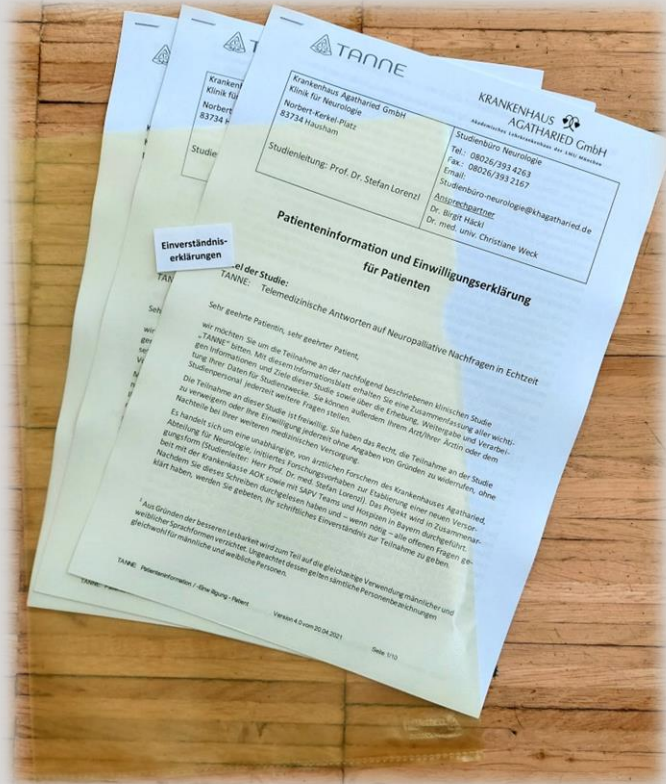 TANNE
KRANKENHAUS
AGATHARIED GmbH
Akademisches Lehrkrankenhaus der LMU München
Krankenhaus Agatharied GmbH
Klinik für Neurologie
Norbert-Kerkel-Platz
83734 Hausham
Studienleitung: Prof. Dr. Stefan Lorenzl
Studienbüro Neurologie
Tel.: 08026/393 4263
Fax.: 08026/393 2167
Email:
Studienbüro-neurologie@khagatharied.de
Ansprechpartner
Dr. Birgit Häckl
Dr. med. univ. Christiane Weck
Patienteninformation und Einwilligungserklärung
für Patienten
Einverständnis-
erklärungen
der Studie:
TANNE: Telemedizinische Antworten auf Neuropalliative Nachfragen in Echtzeit
Sehr geehrte Patientin, sehr geehrter Patient,
wir möchten Sie um die Teilnahme an der nachfolgend beschriebenen klinischen Studie
„TANNE“ bitten. Mit diesem Informationsblatt erhalten Sie eine Zusammenfassung aller wichti-
gen Informationen und Ziele dieser Studie sowie über die Erhebung, Weitergabe und Verarbei-
tung Ihrer Daten für Studienzwecke. Sie können außerdem Ihrem Arzt/Ihrer Ärztin oder dem
Studienpersonal jederzeit weitere Fragen stellen.
Die Teilnahme an dieser Studie ist freiwillig. Sie haben das Recht, die Teilnahme an der Studie
zu verweigern oder Ihre Einwilligung jederzeit ohne Angaben von Gründen zu widerrufen, ohne
Nachteile bei Ihrer weiteren medizinischen Versorgung.
Es handelt sich um eine unabhängige, von ärztlichen Forschern des Krankenhauses Agatharied,
Abteilung für Neurologie, initiiertes Forschungsvorhaben zur Etablierung einer neuen Versor-
gungsform (Studienleiter: Herr Prof. Dr. med. Stefan Lorenzl). Das Projekt wird in Zusammenar-
beit mit der Krankenkasse AOK sowie mit SAPV Teams und Hospizen in Bayern durchgeführt.
Nachdem Sie dieses Schreiben durchgelesen haben und – wenn nötig – alle offenen Fragen ge-
klärt haben, werden Sie gebeten, Ihr schriftliches Einverständnis zur Teilnahme zu geben.
Aus Gründen der besseren Lesbarkeit wird zum Teil auf die gleichzeitige Verwendung männlicher und
weiblicher Sprachformen verzichtet. Ungeachtet dessen gelten sämtliche Personenbezeichnungen
gleichwohl für männliche und weibliche Personen.
TANNE: Patienteninformation / -Einwilligung - Patient
Version 4.0 vom 20.04.2021
Seite 1/10